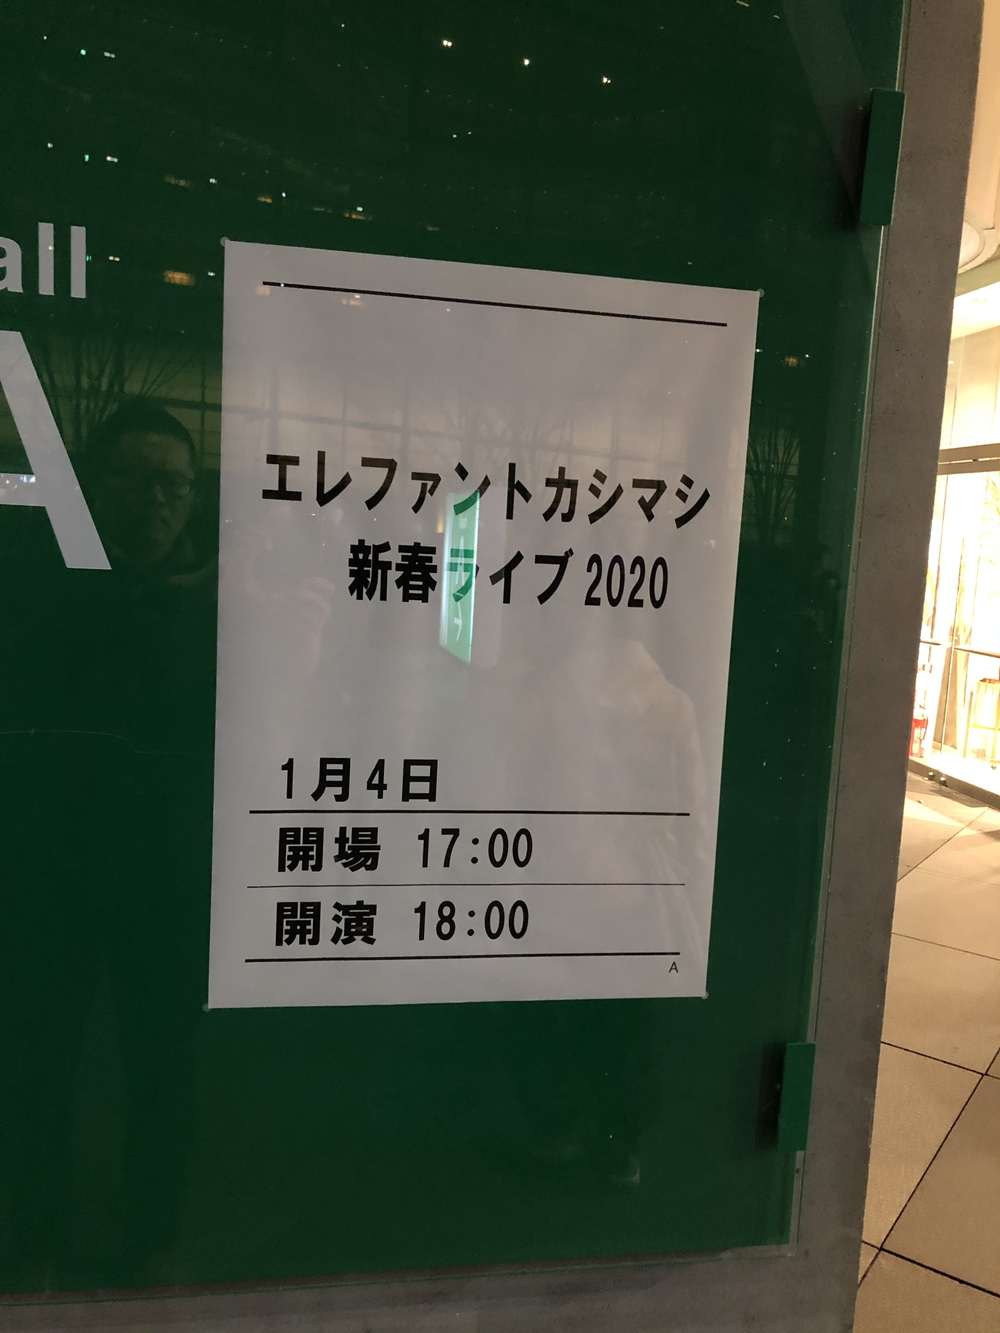 all
A
エレファントカシマシ
新春ライブ2020
1月4日
開場 17:00
開演 18:00
A